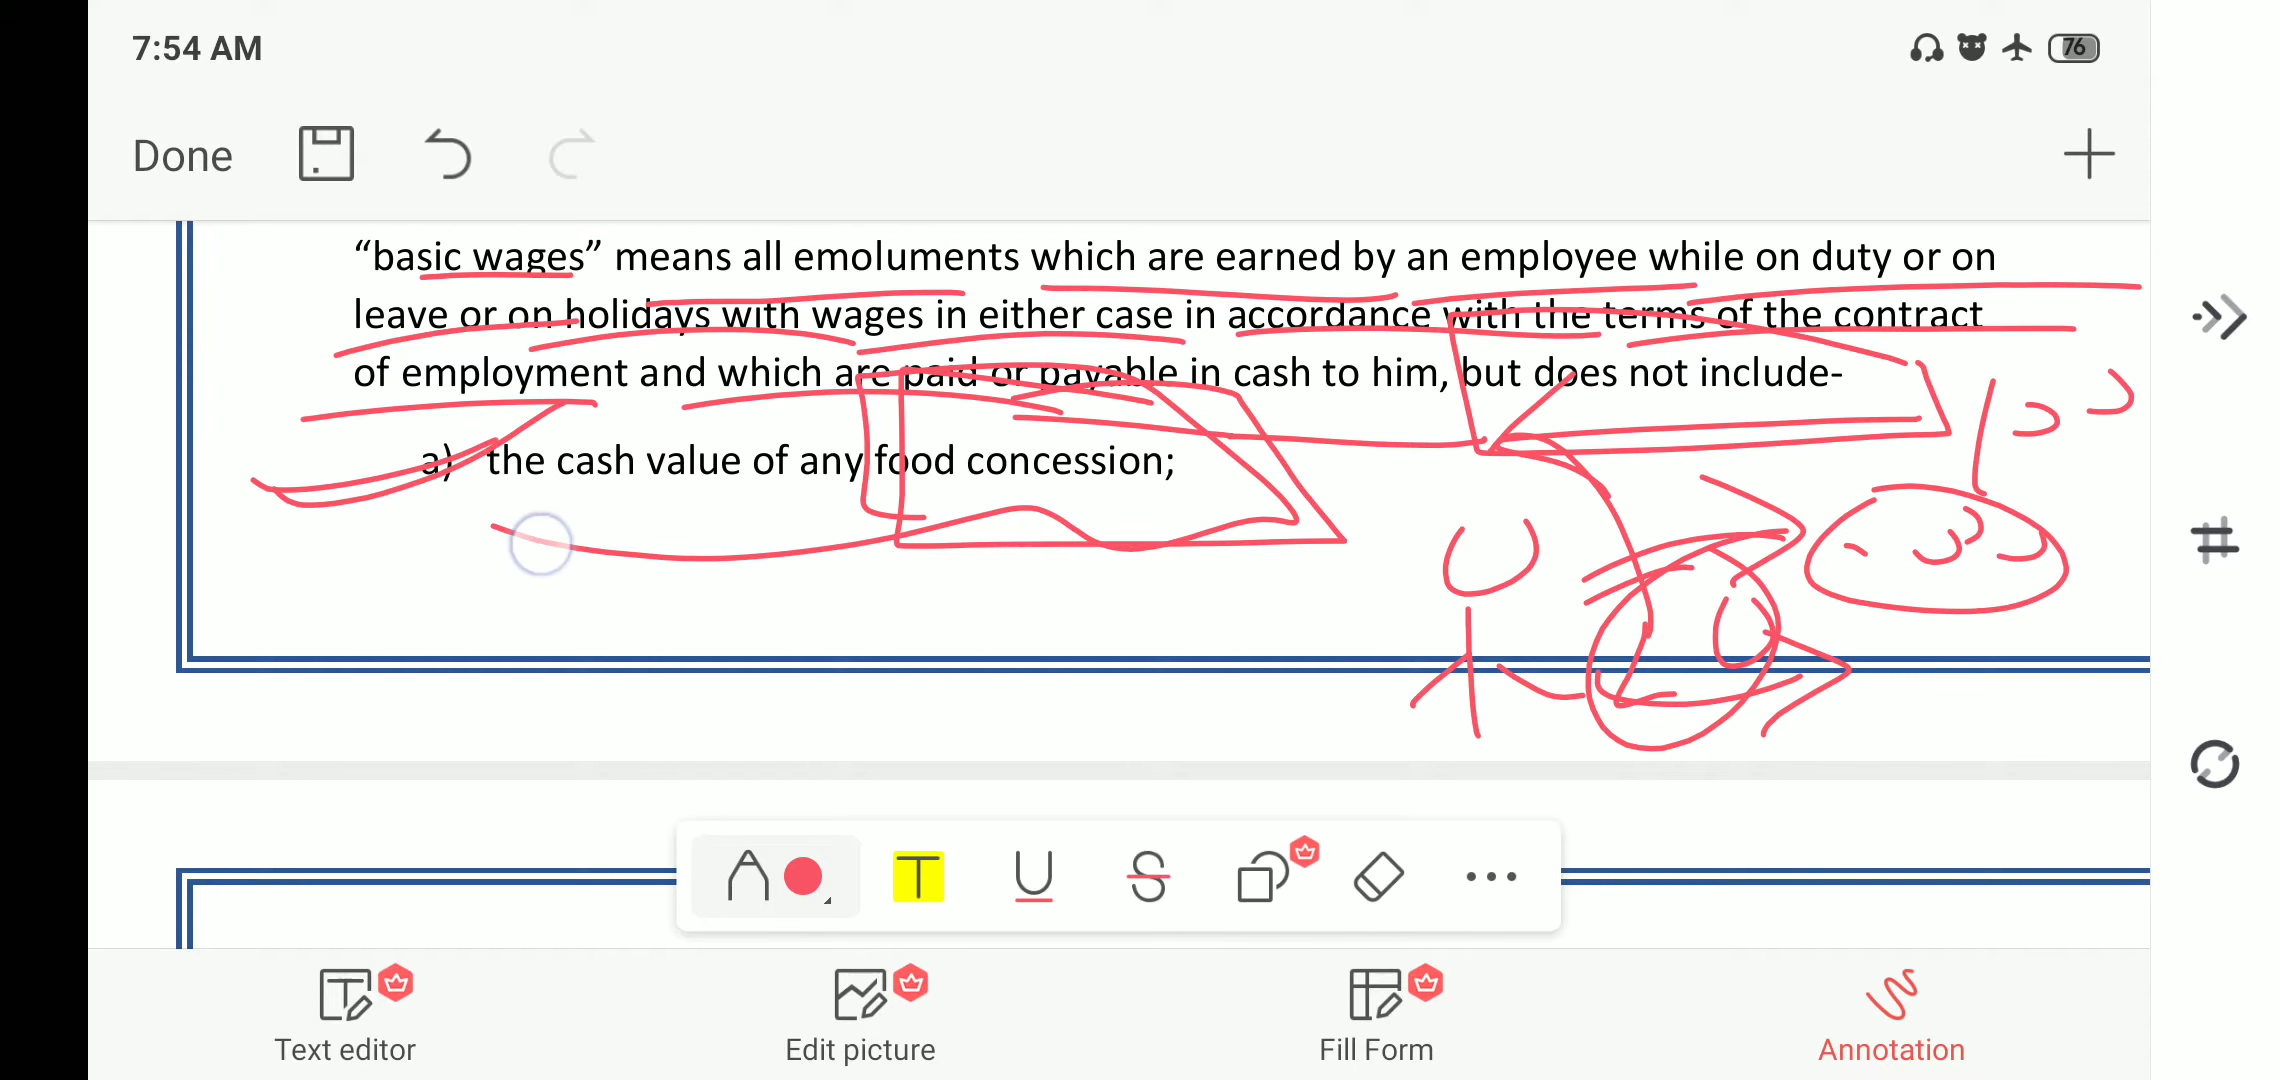 7:54 AM
76
Done
“basic wages” means all emoluments which are earned by an employee while on duty or on
leave or on holidays with wages in either case in accordance with the terms of the contract
of employment and which are paid or payable in cash to him, but does not include-
a) the cash value of any food concession;
Text editor
Edit picture
Fill Form
Annotation